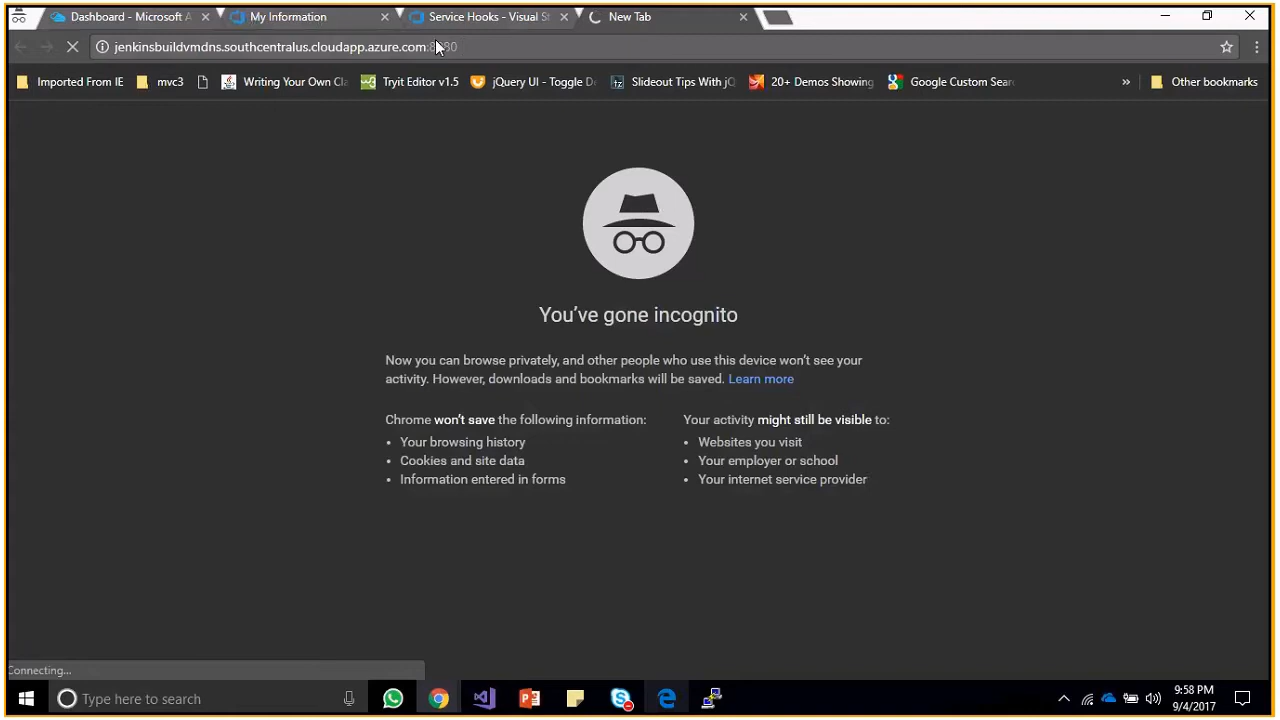 Dashboard - Microsoft A
My Information
Service Hooks - Visual St
New Tab
jenkinsbuildvmdns.southcentralus.cloudapp.azure.com:8080
Imported From IE
mvc3
Writing Your Own Cla
Tryit Editor v1.5
jQuery UI - Toggle De
Slideout Tips With jQ
20+ Demos Showing
Google Custom Sear
»
Other bookmarks
You've gone incognito
Now you can browse privately, and other people who use this device won't see your
activity. However, downloads and bookmarks will be saved. Learn more
Chrome won't save the following information:
• Your browsing history
• Cookies and site data
• Information entered in forms
Your activity might still be visible to:
• Websites you visit
• Your employer or school
• Your internet service provider
Connecting...
Type here to search
9:58 PM
9/4/2017